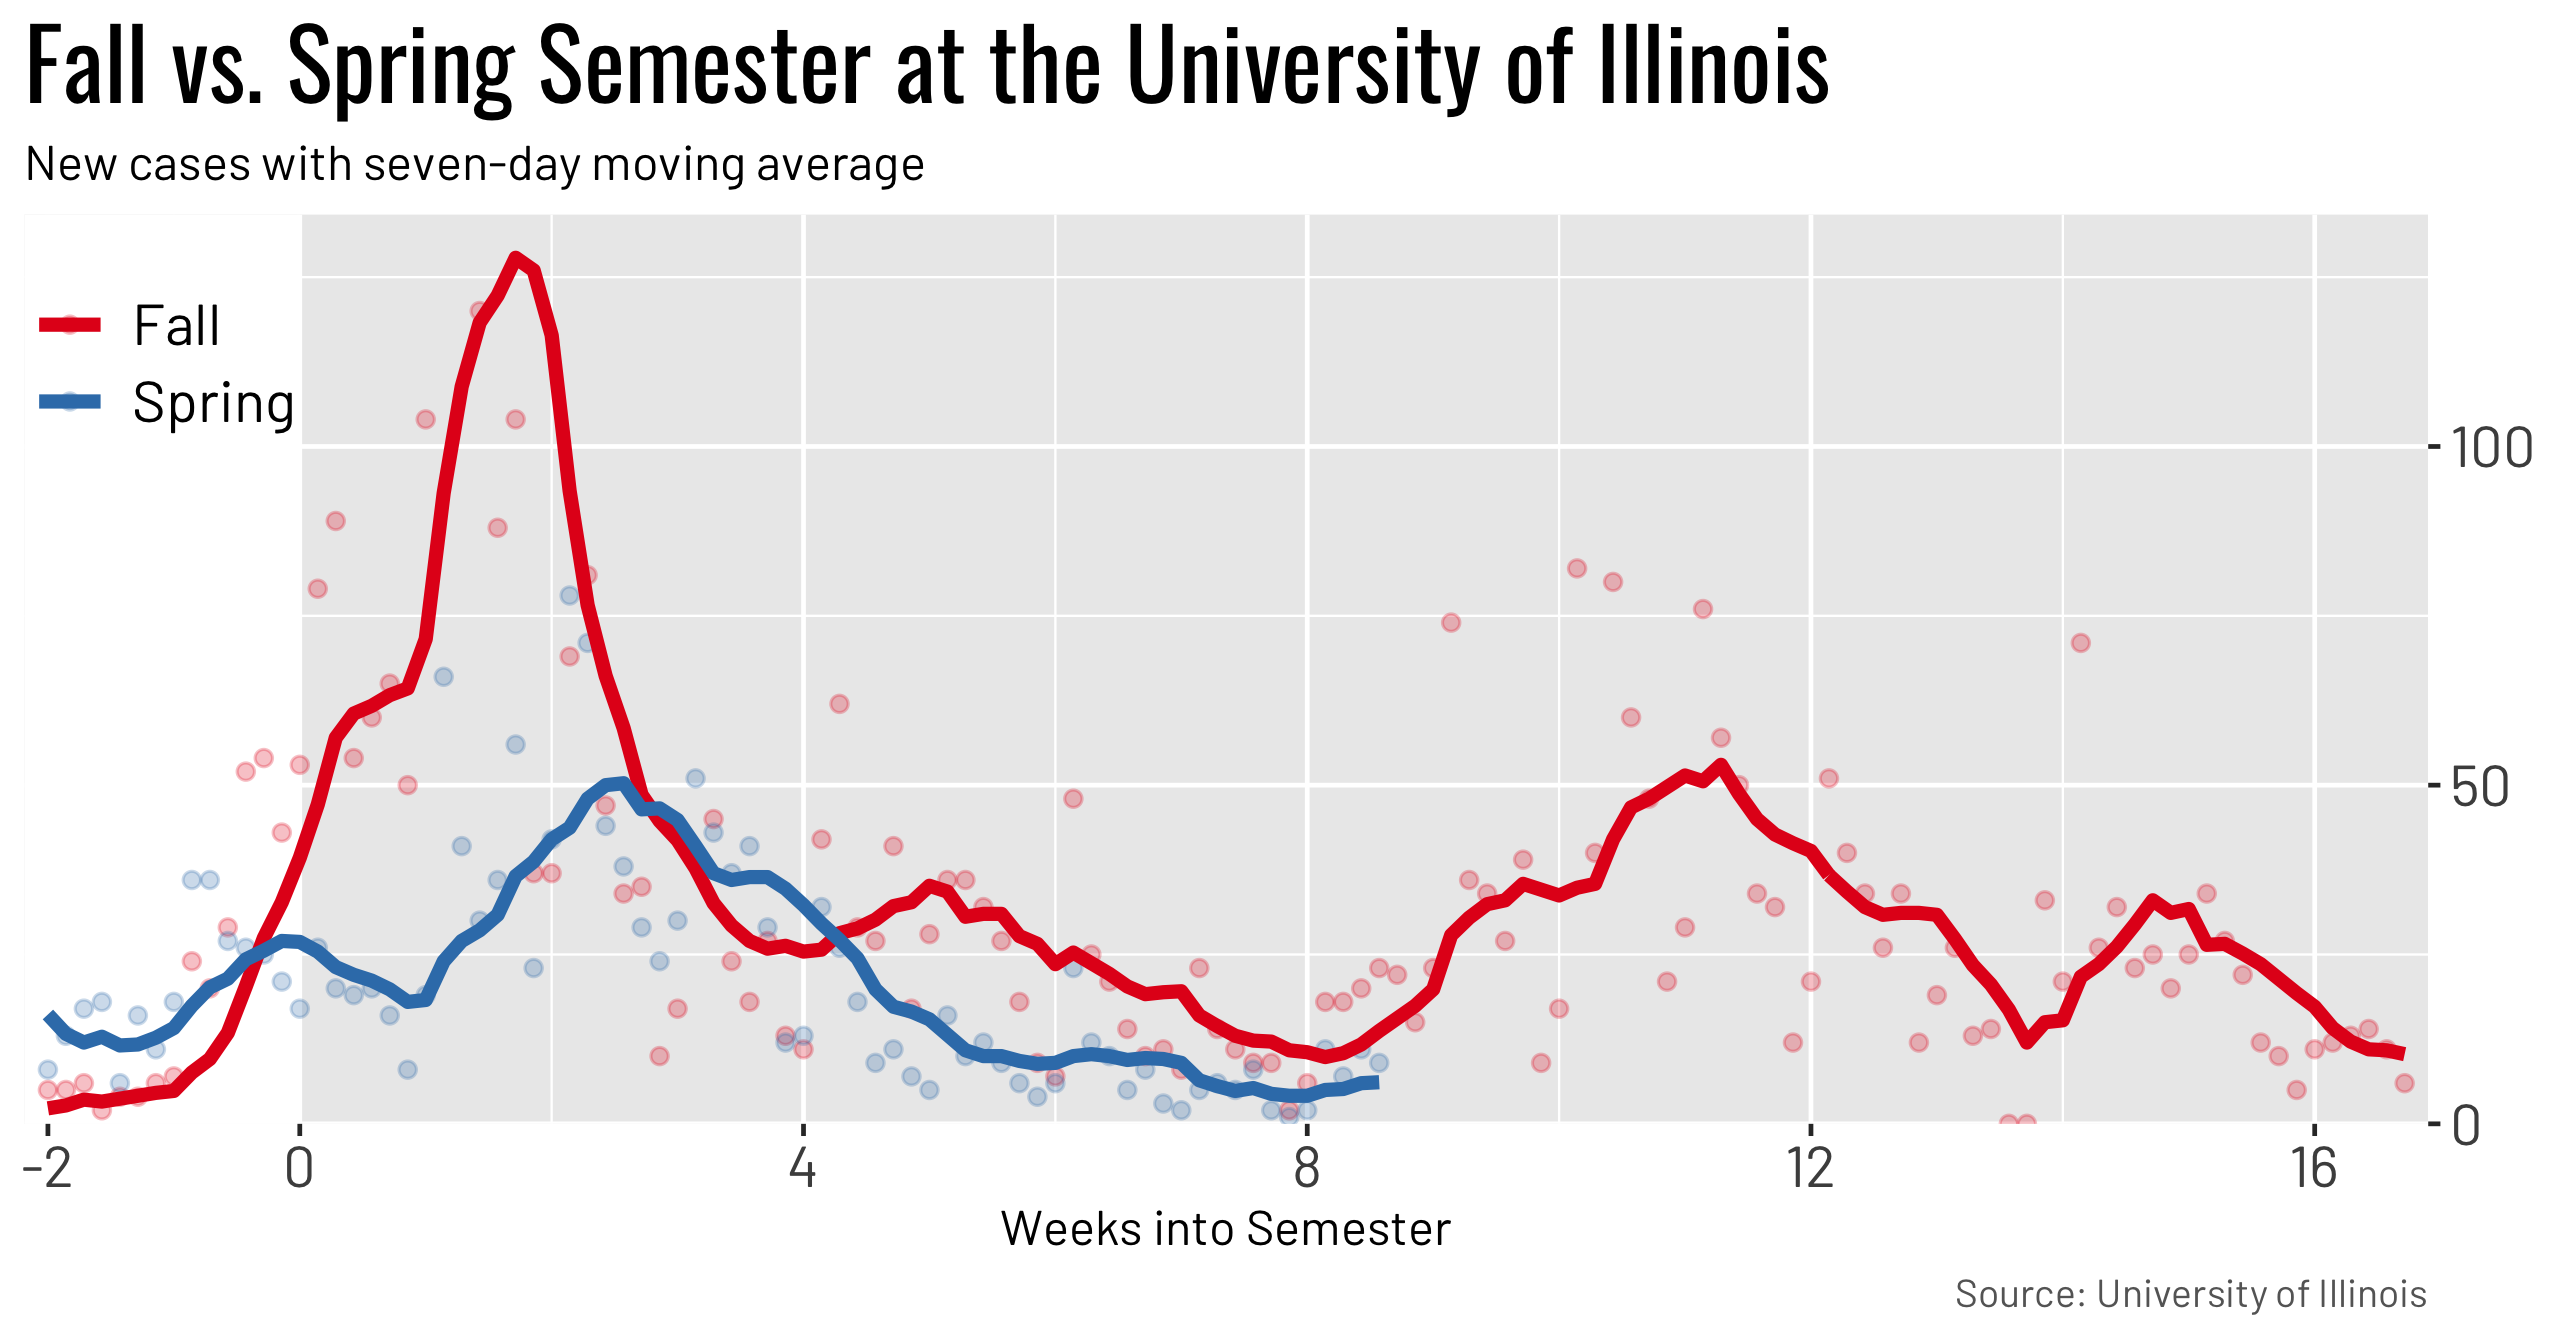 Fall vs. Spring Semester at the University of Illinois
New cases with seven-day moving average
Fall
Spring
100
50
0
-2 0 4 8 12 16
Weeks into Semester
Source: University of Illinois